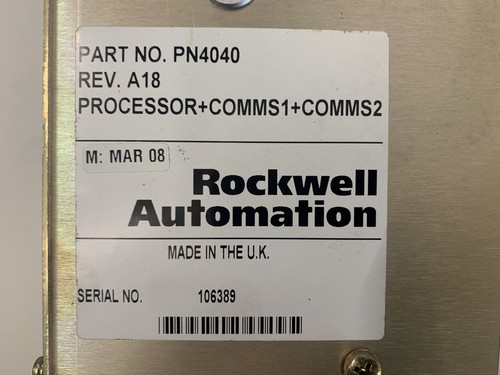 PART NO. PN4040
REV. A18
PROCESSOR+COMMS1+COMMS2
M: MAR 08
Rockwell
Automation
MADE IN THE U.K.
SERIAL NO. 106389